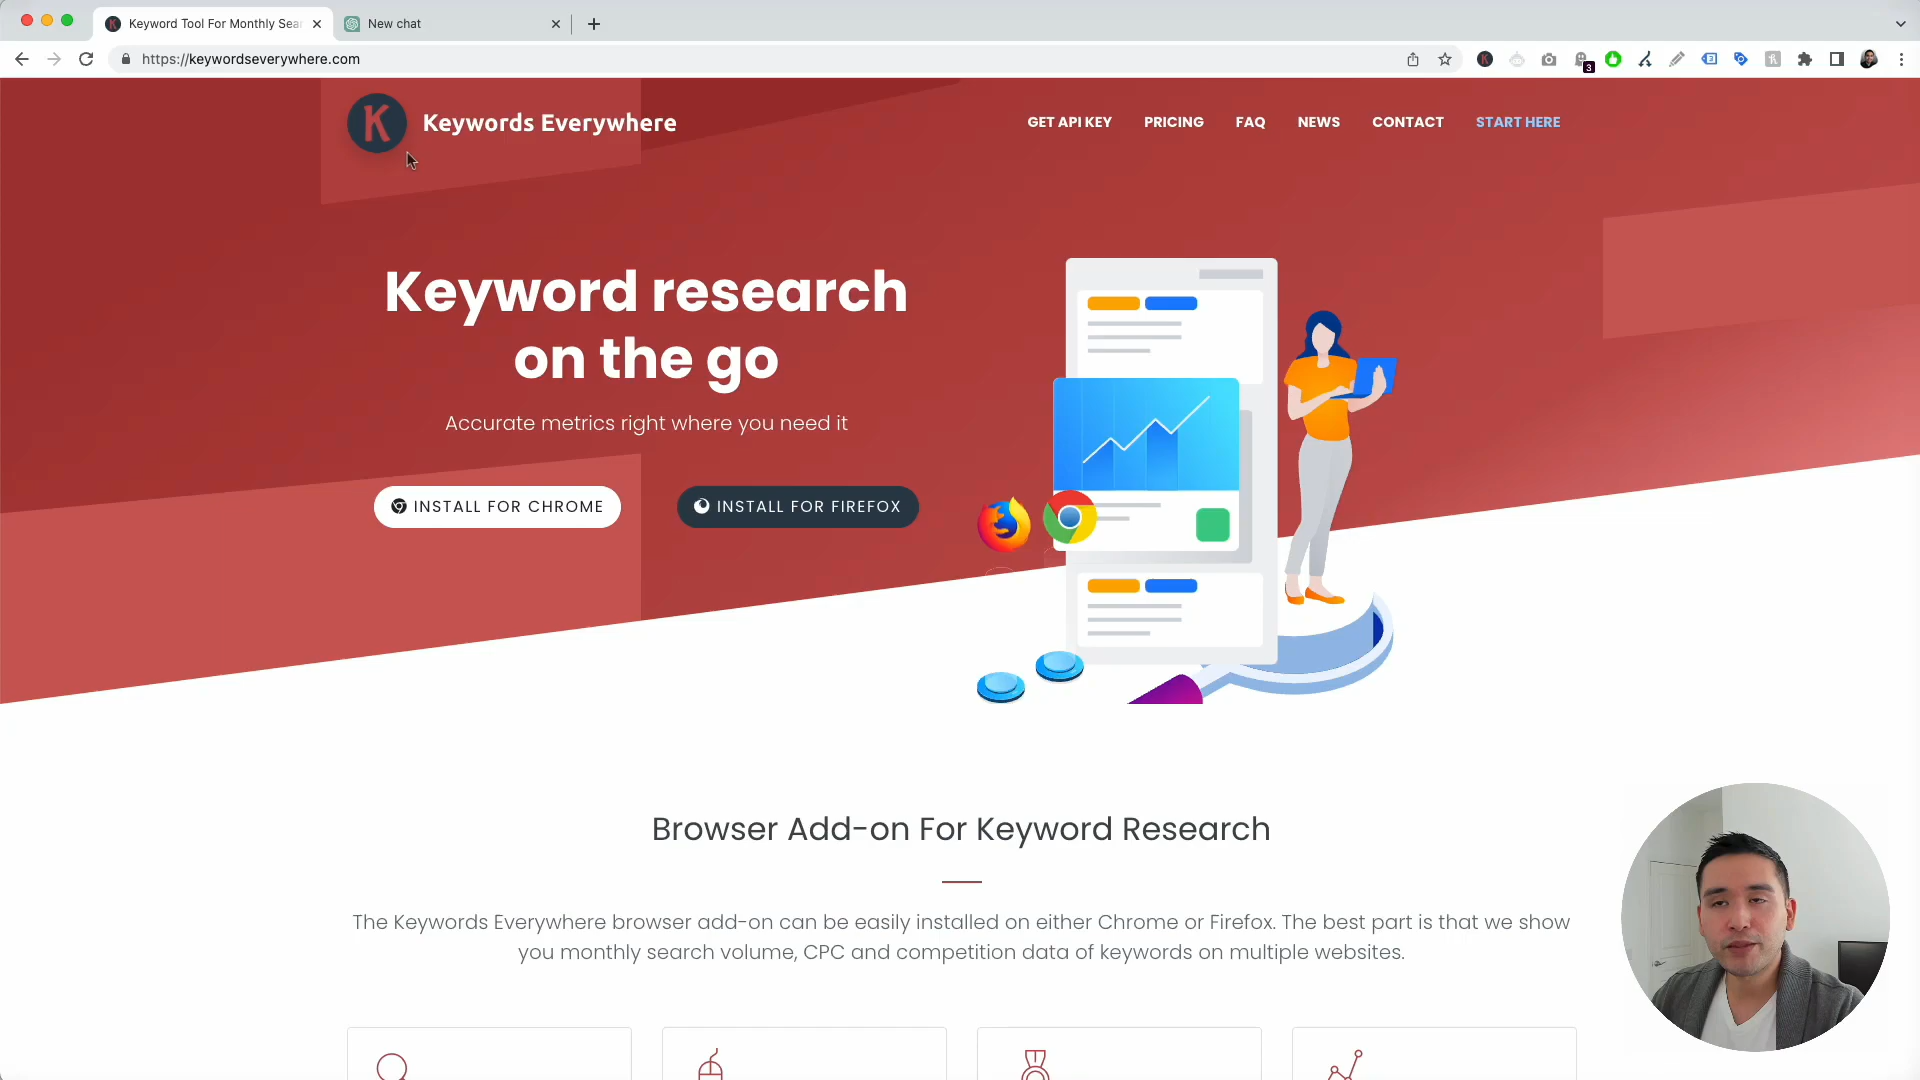 Keyword Tool For Monthly Sea
New chat
https://keywordseverywhere.com
3
K
Keywords Everywhere
GET API KEY
PRICING
FAQ
NEWS
CONTACT
START HERE
Keyword research
on the go
Accurate metrics right where you need it
INSTALL FOR CHROME
INSTALL FOR FIREFOX
Browser Add-on For Keyword Research
The Keywords Everywhere browser add-on can be easily installed on either Chrome or Firefox. The best part is that we show
you monthly search volume, CPC and competition data of keywords on multiple websites.